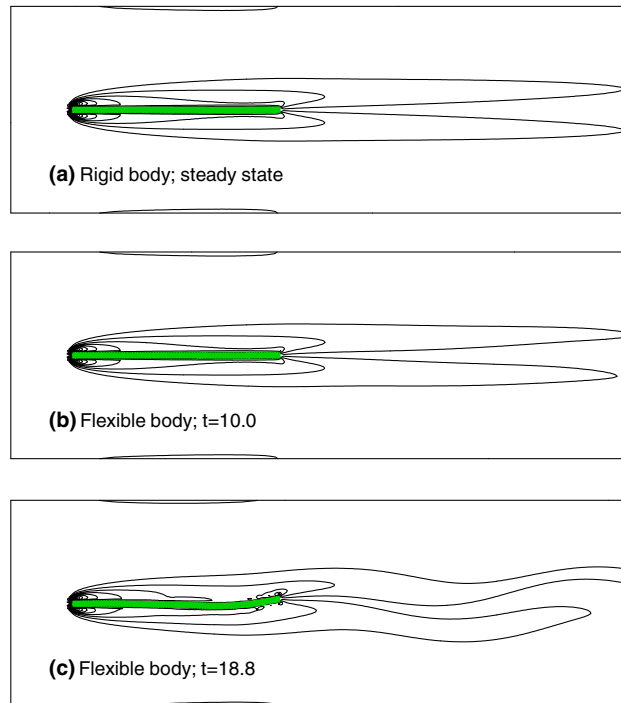 (a) Rigid body; steady state
(b) Flexible body; t=10.0
(c) Flexible body; t=18.8